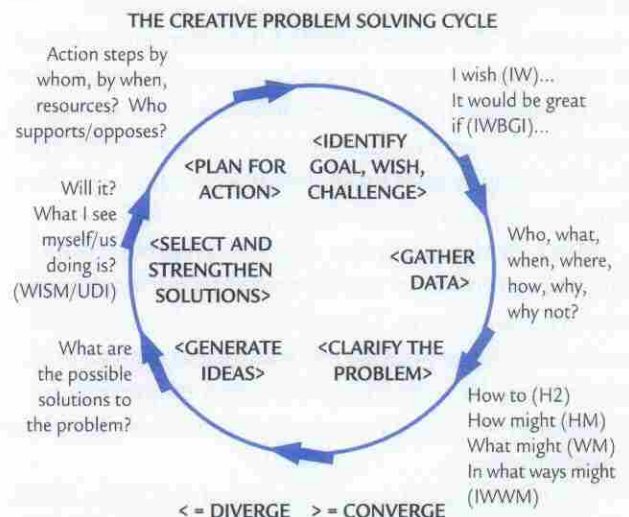 THE CREATIVE PROBLEM SOLVING CYCLE
Action steps by
whom, by when,
resources? Who
supports/opposes?
I wish (IW)...
It would be great
if (IWBGI)...
<IDENTIFY
GOAL, WISH,
CHALLENGE>
<PLAN FOR
ACTION>
Will it?
What I see
myself/us
doing is?
(WISM/UDI)
<SELECT AND
STRENGTHEN
SOLUTIONS>
<GATHER
DATA>
Who, what,
when, where,
how, why,
why not?
What are
the possible
solutions to
the problem?
<GENERATE
IDEAS>
<CLARIFY THE
PROBLEM>
How to (H2)
How might (HM)
What might (WM)
In what ways might
(IWWM)
< = DIVERGE > = CONVERGE